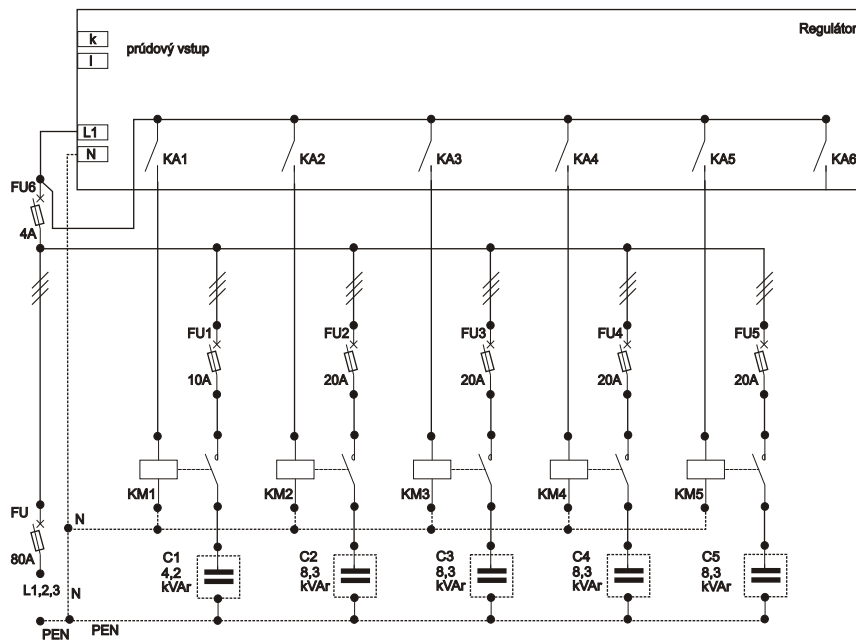 k
prúdový vstup
Regulátor
l
L1
N
KA1
KA2
KA3
KA4
KA5
KA6
FU6
4A
FU1
FU2
FU3
FU4
FU5
10A
20A
20A
20A
20A
KM1
KM2
KM3
KM4
KM5
FU
N
80A
C1
4,2
kVAr
C2
8,3
kVAr
C3
8,3
kVAr
C4
8,3
kVAr
C5
8,3
kVAr
L1,2,3
N
PEN
PEN